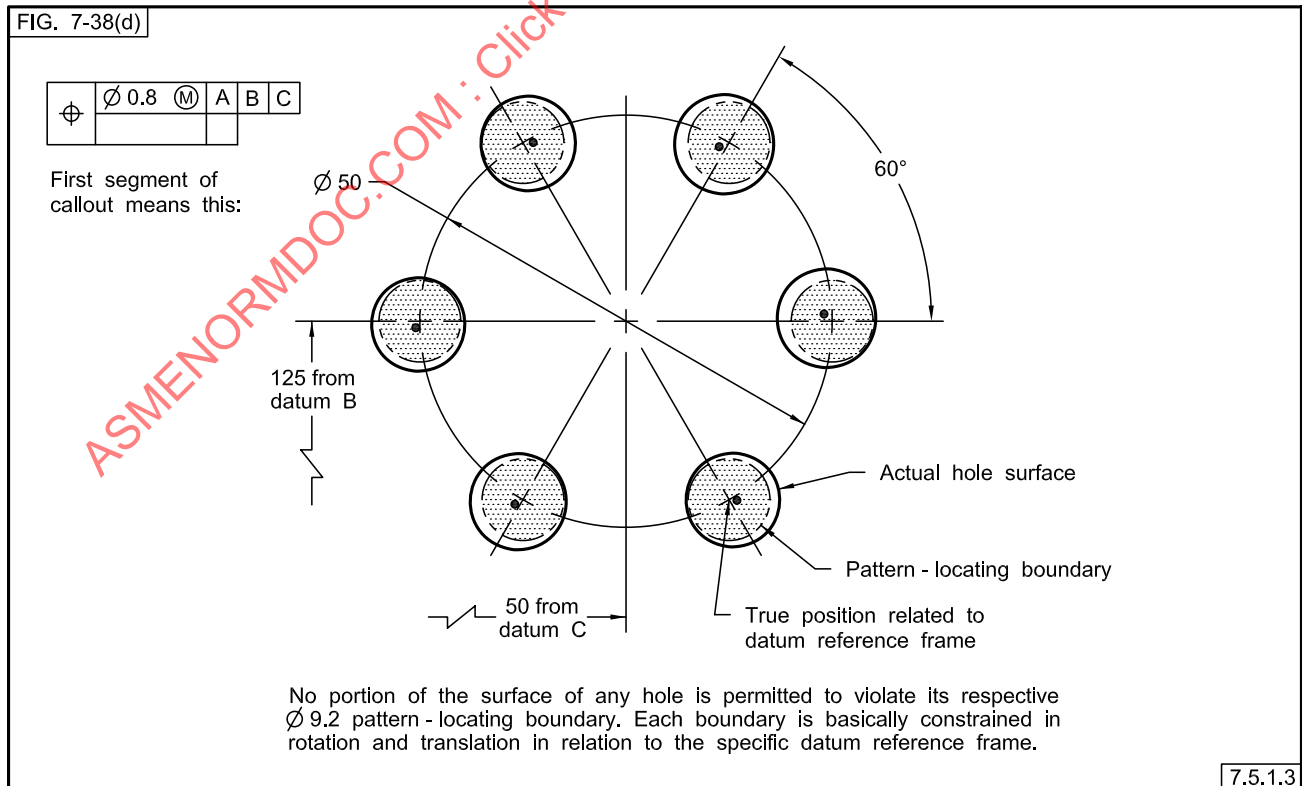 FIG. 7-38(d)
⌖ ∅ 0.8 Ⓜ A B C
First segment of
callout means this:
∅ 50
60°
125 from
datum B
Actual hole surface
Pattern - locating boundary
50 from
datum C
True position related to
datum reference frame
No portion of the surface of any hole is permitted to violate its respective
∅ 9.2 pattern - locating boundary. Each boundary is basically constrained in
rotation and translation in relation to the specific datum reference frame.
7.5.1.3
ASMENORMDOC.COM : Click